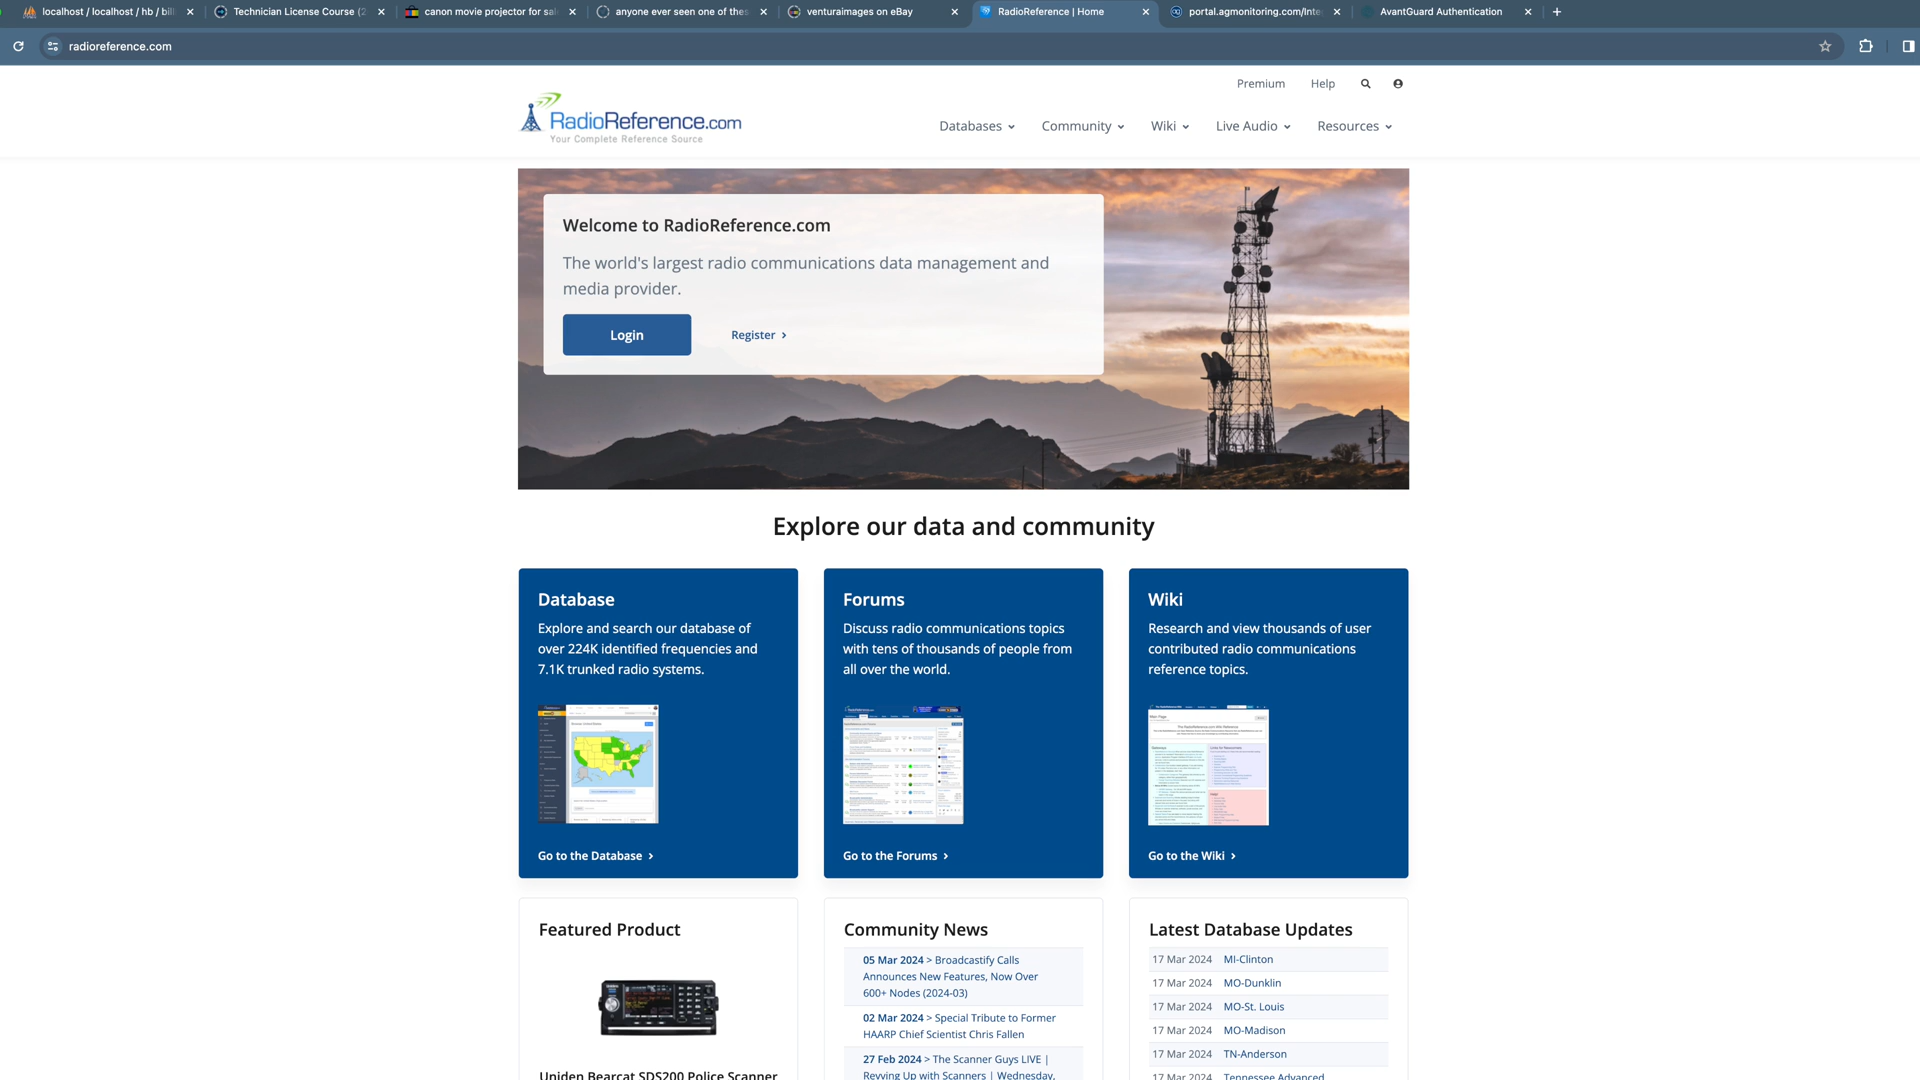 localhost / localhost / hb / bil
Technician License Course (2
canon movie projector for sal
anyone ever seen one of thes
venturaimages on eBay
RadioReference | Home
portal.agmonitoring.com/Inte
AvantGuard Authentication
radioreference.com
Premium
Help
RadioReference.com
Your Complete Reference Source
Databases
Community
Wiki
Live Audio
Resources
Welcome to RadioReference.com
The world's largest radio communications data management and
media provider.
Login
Register
Explore our data and community
Database
Explore and search our database of
over 224K identified frequencies and
7.1K trunked radio systems.
Go to the Database
Forums
Discuss radio communications topics
with tens of thousands of people from
all over the world.
Go to the Forums
Wiki
Research and view thousands of user
contributed radio communications
reference topics.
Go to the Wiki
Featured Product
Uniden Bearcat SDS200 Police Scanner
Community News
05 Mar 2024 > Broadcastify Calls
Announces New Features, Now Over
600+ Nodes (2024-03)
02 Mar 2024 > Special Tribute to Former
HAARP Chief Scientist Chris Fallen
27 Feb 2024 > The Scanner Guys LIVE |
Revving Up with Scanners | Wednesday,
Latest Database Updates
17 Mar 2024 MI-Clinton
17 Mar 2024 MO-Dunklin
17 Mar 2024 MO-St. Louis
17 Mar 2024 MO-Madison
17 Mar 2024 TN-Anderson
17 Mar 2024 Tennessee Advanced